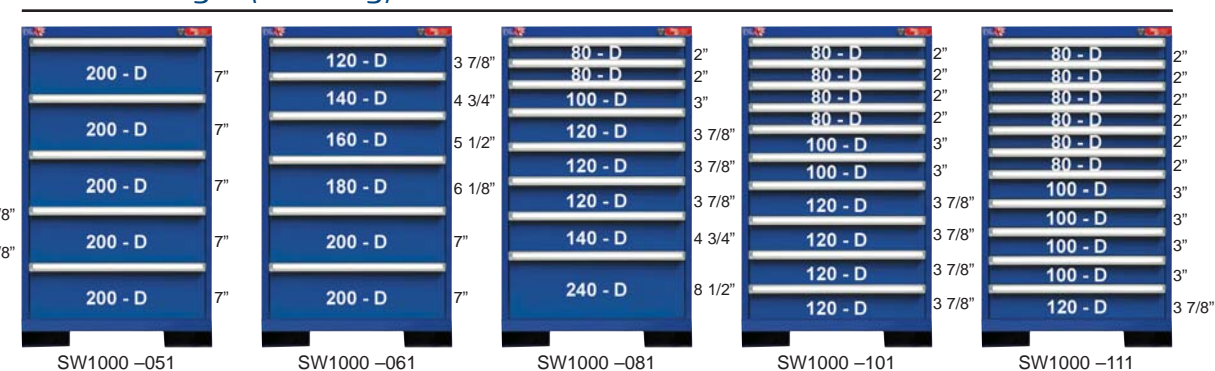 /8”
/8”
200 - D 7”
200 - D 7”
200 - D 7”
200 - D 7”
200 - D 7”
SW1000 –051
120 - D 3 7/8”
140 - D 4 3/4”
160 - D 5 1/2”
180 - D 6 1/8”
200 - D 7”
200 - D 7”
SW1000 –061
80 - D 2”
80 - D 2”
100 - D 3”
120 - D 3 7/8”
120 - D 3 7/8”
120 - D 3 7/8”
140 - D 4 3/4”
240 - D 8 1/2”
SW1000 –081
80 - D 2”
80 - D 2”
80 - D 2”
80 - D 2”
100 - D 3”
100 - D 3”
120 - D 3 7/8”
120 - D 3 7/8”
120 - D 3 7/8”
120 - D 3 7/8”
SW1000 –101
80 - D 2”
80 - D 2”
80 - D 2”
80 - D 2”
80 - D 2”
80 - D 2”
100 - D 3”
100 - D 3”
100 - D 3”
100 - D 3”
120 - D 3 7/8”
SW1000 –111